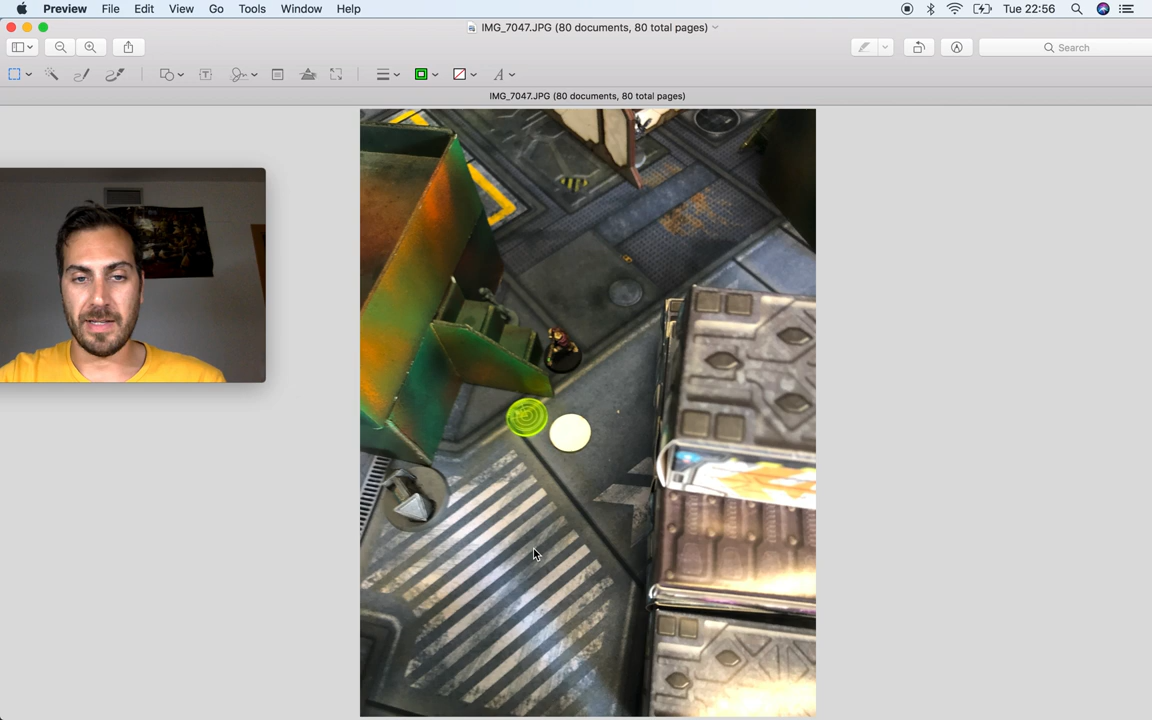 Preview File Edit View Go Tools Window Help Tue 22:56
IMG_7047.JPG (80 documents, 80 total pages)
Search
IMG_7047.JPG (80 documents, 80 total pages)